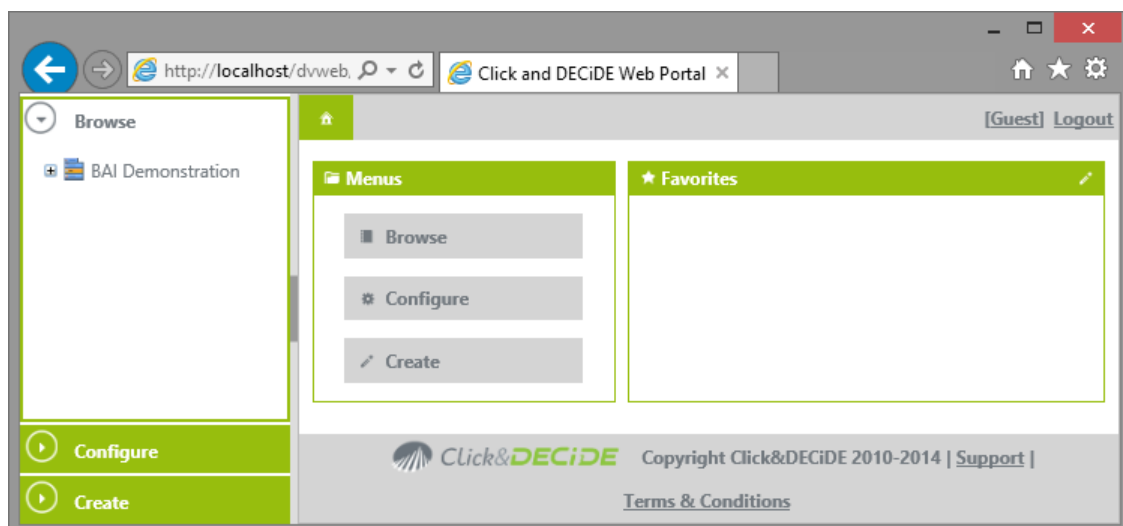 http://localhost/dvweb,
Click and DECiDE Web Portal
Browse
[Guest] Logout
BAI Demonstration
Menus
Favorites
Browse
Configure
Create
Configure
Create
Click&DECiDE
Copyright Click&DECiDE 2010-2014 | Support |
Terms & Conditions